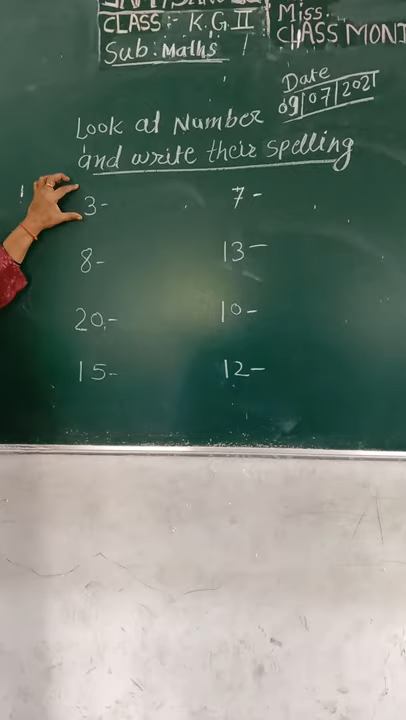 CLASS:- K.G.II
Sub: Maths
Miss.
CLASS MONI
Date
09/07/2021
Look at Number
and write their spelling
3- 7-
8- 13-
20- 10-
15- 12-